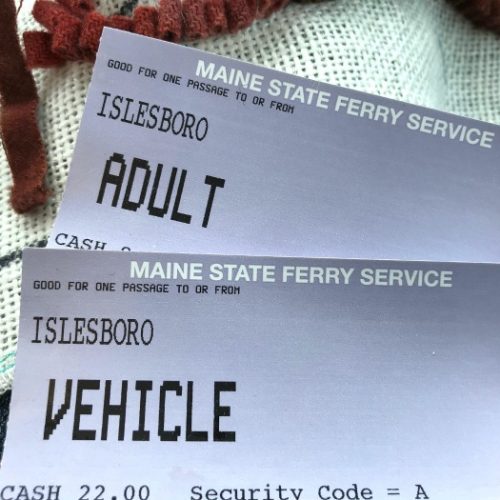 MAINE STATE FERRY SERVICE
GOOD FOR ONE PASSAGE TO OR FROM
ISLESBORO
ADULT
CASH
MAINE STATE FERRY SERVICE
GOOD FOR ONE PASSAGE TO OR FROM
ISLESBORO
VEHICLE
CASH 22.00 Security Code = A